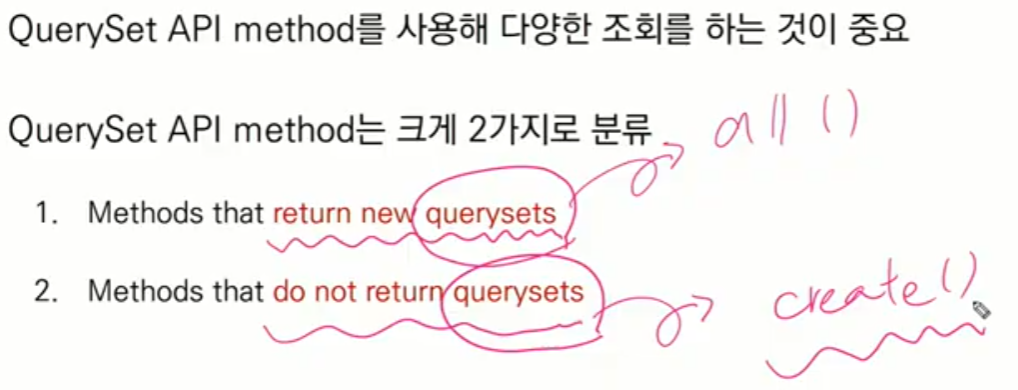 QuerySet API method를 사용해 다양한 조회를 하는 것이 중요
QuerySet API method는 크게 2가지로 분류
all ()
1. Methods that return new querysets
2. Methods that do not return querysets
create()